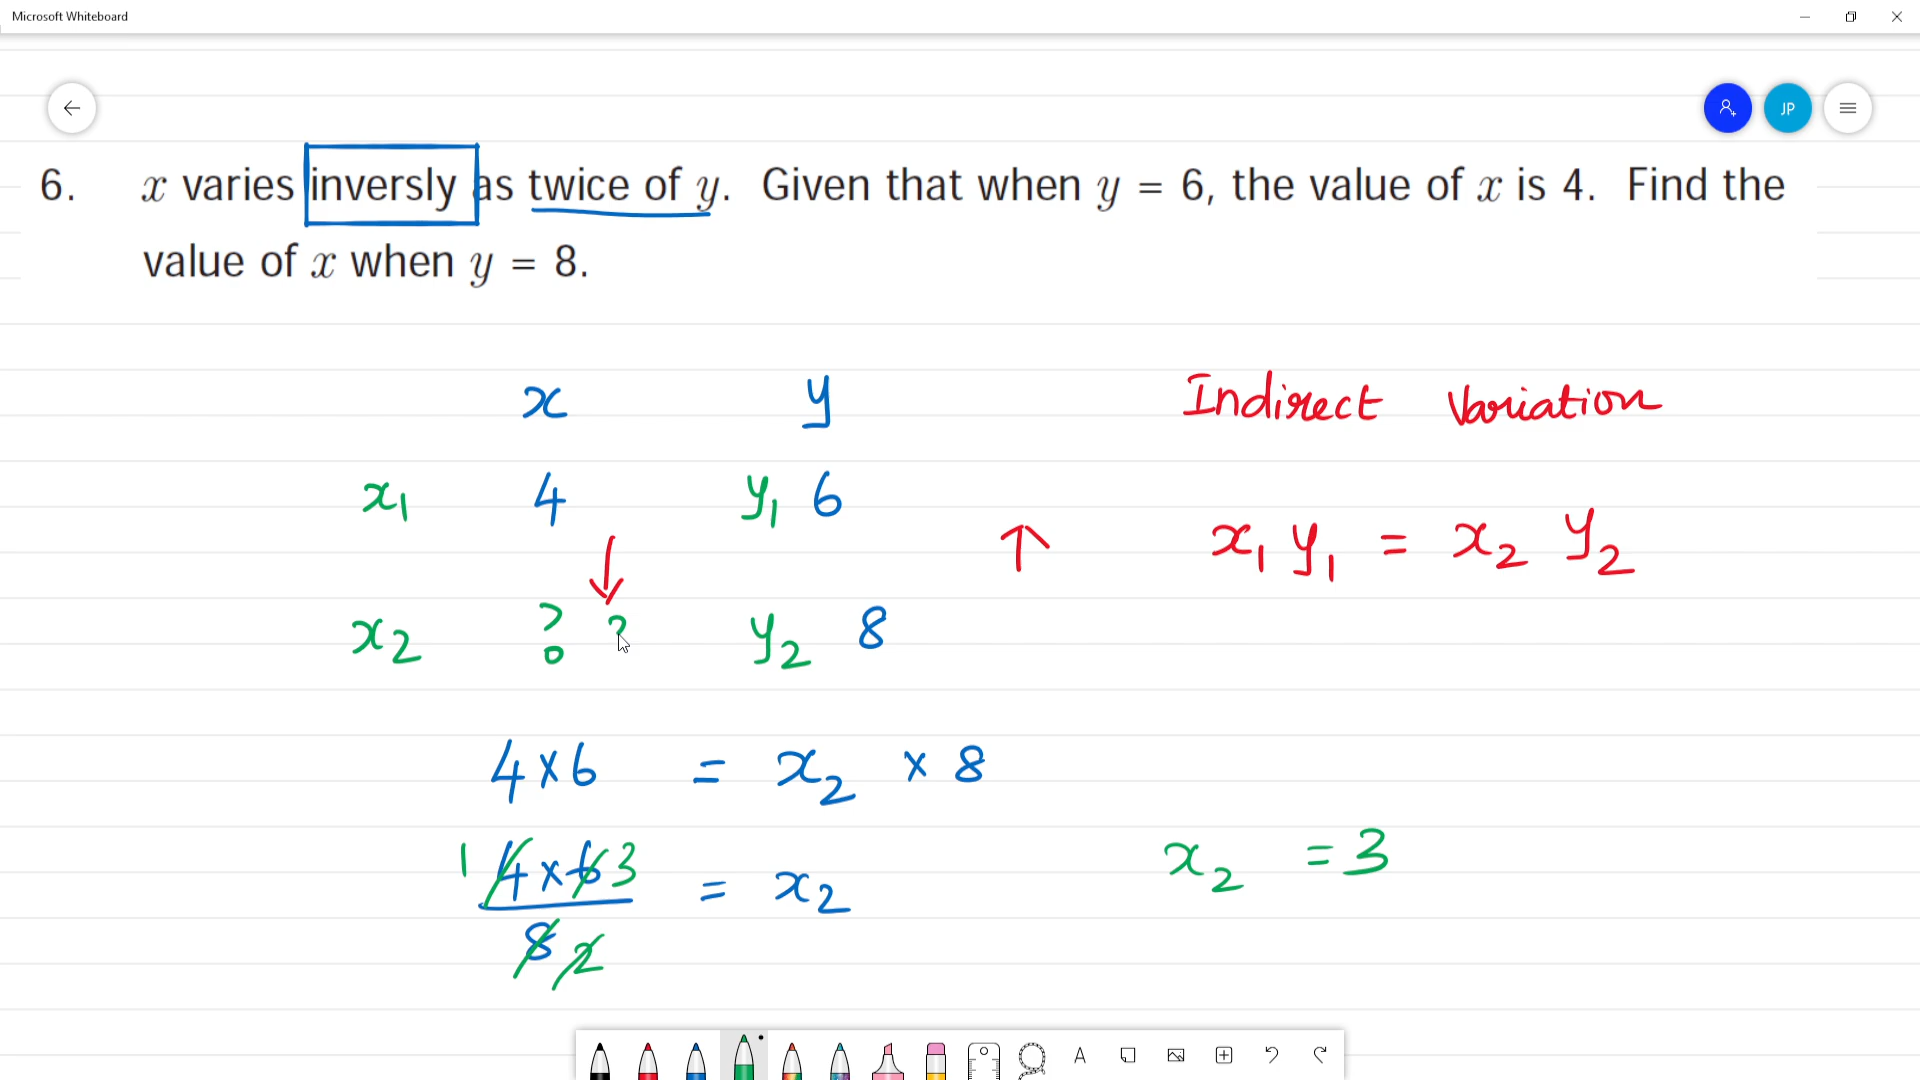 Microsoft Whiteboard
JP
6. x varies inversly as twice of y. Given that when y = 6, the value of x is 4. Find the
value of x when y = 8.
x y Indirect Variation
x₁ 4 y₁ 6 ↑ x₁ y₁ = x₂ y₂
↓
x₂ ? ? y₂ 8
4 × 6 = x₂ × 8
1 4 × 6 3 = x₂ x₂ = 3
8 2
A